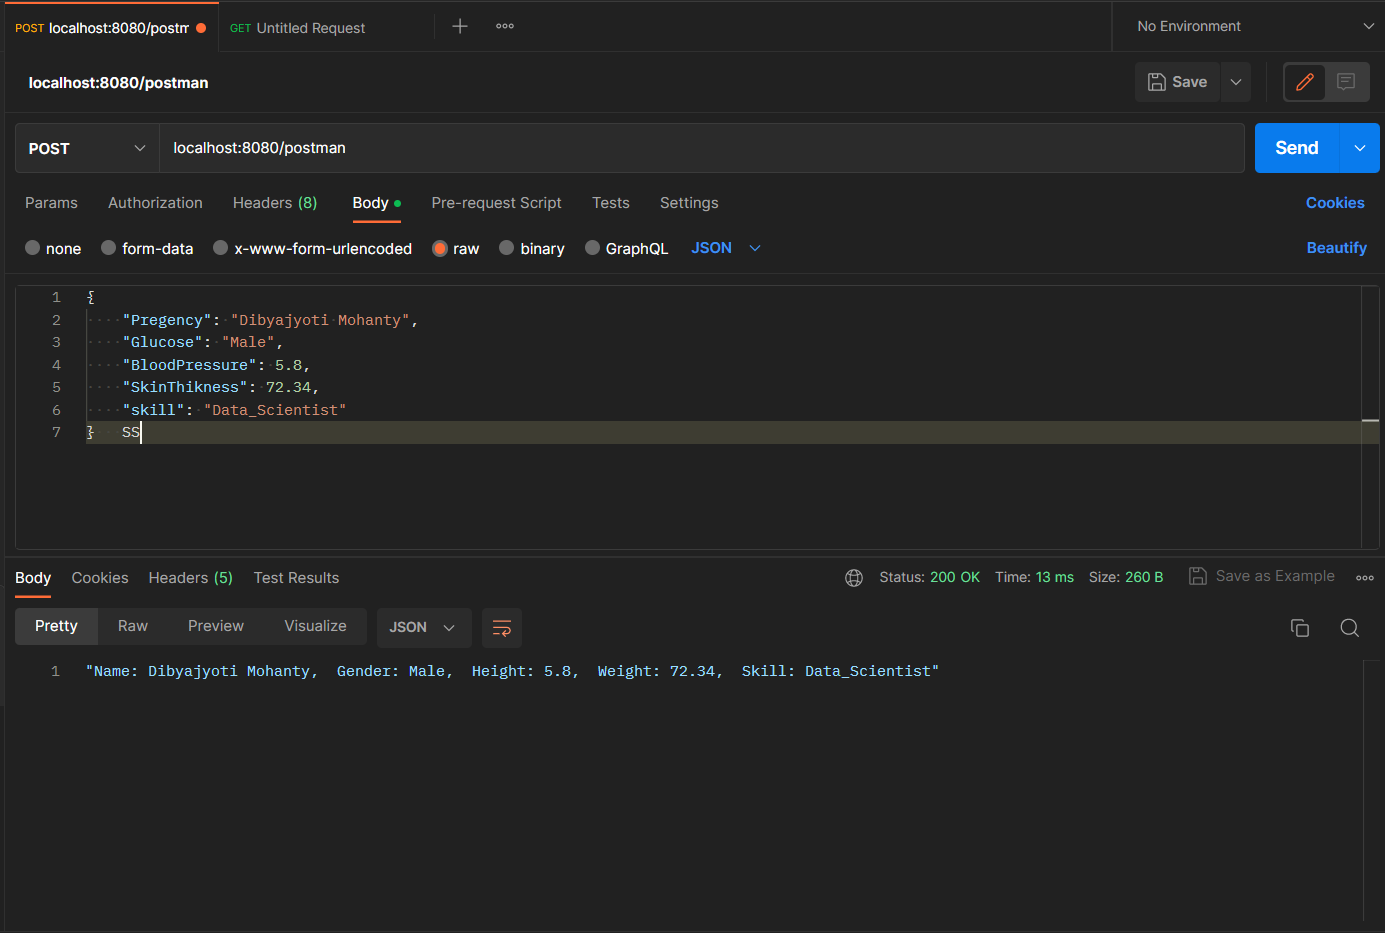 POST localhost:8080/postm GET Untitled Request No Environment
localhost:8080/postman Save
POST localhost:8080/postman Send
Params Authorization Headers (8) Body Pre-request Script Tests Settings Cookies
none form-data x-www-form-urlencoded raw binary GraphQL JSON Beautify
1 {
2 "Pregency": "Dibyajyoti Mohanty",
3 "Glucose": "Male",
4 "BloodPressure": 5.8,
5 "SkinThikness": 72.34,
6 "skill": "Data_Scientist"
7 } SS
Body Cookies Headers (5) Test Results Status: 200 OK Time: 13 ms Size: 260 B Save as Example
Pretty Raw Preview Visualize JSON
1 "Name: Dibyajyoti Mohanty,  Gender: Male,  Height: 5.8,  Weight: 72.34,  Skill: Data_Scientist"